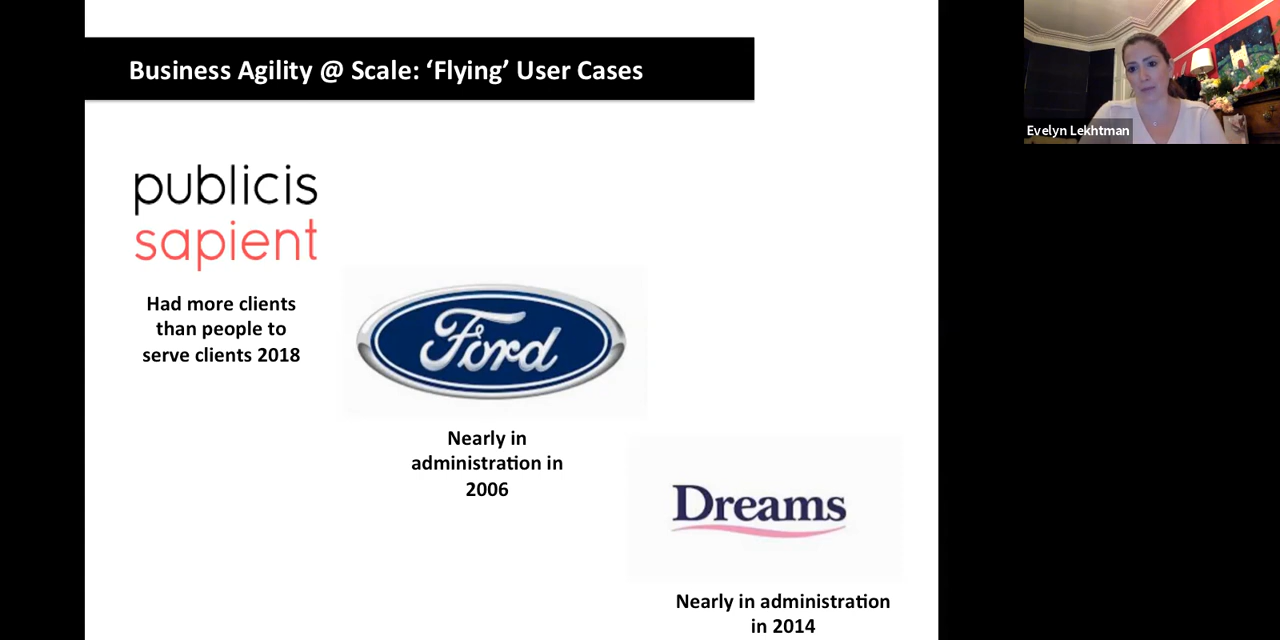 Business Agility @ Scale: ‘Flying’ User Cases
Evelyn Lekhtman
publicis
sapient
Had more clients
than people to
serve clients 2018
Ford
Nearly in
administration in
2006
Dreams
Nearly in administration
in 2014